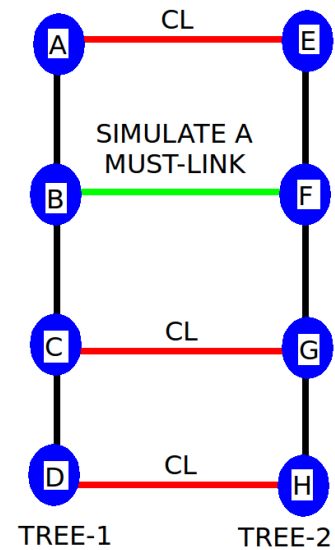 CL
A
E
SIMULATE A
MUST-LINK
B
F
CL
C
G
CL
D
H
TREE-1
TREE-2